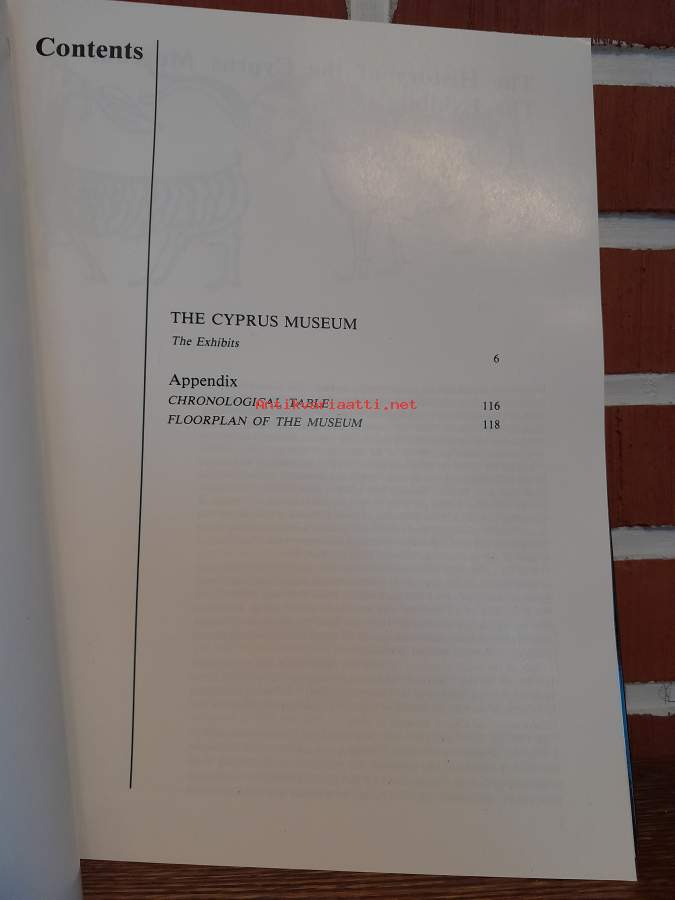 Contents
THE CYPRUS MUSEUM
The Exhibits 6
Appendix
CHRONOLOGICAL TABLE 116
Antikvariaatti.net
FLOORPLAN OF THE MUSEUM 118